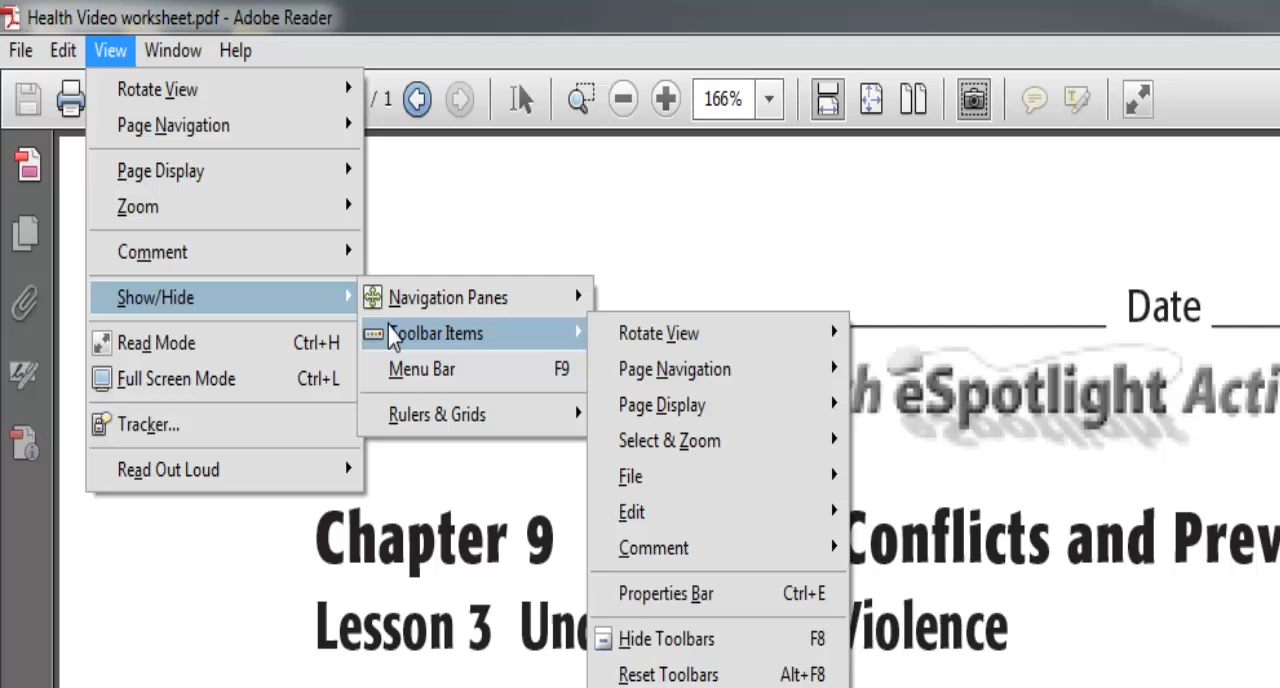 Health Video worksheet.pdf - Adobe Reader
File Edit View Window Help
/ 1 166%
Rotate View
Page Navigation
Page Display
Zoom
Comment
Show/Hide
Read Mode Ctrl+H
Full Screen Mode Ctrl+L
Tracker...
Read Out Loud
Navigation Panes
Toolbar Items
Menu Bar F9
Rulers & Grids
Rotate View
Page Navigation
Page Display
Select & Zoom
File
Edit
Comment
Properties Bar Ctrl+E
Hide Toolbars F8
Reset Toolbars Alt+F8
Date
eSpotlight Acti
Chapter 9 Conflicts and Prev
Lesson 3 Und Violence